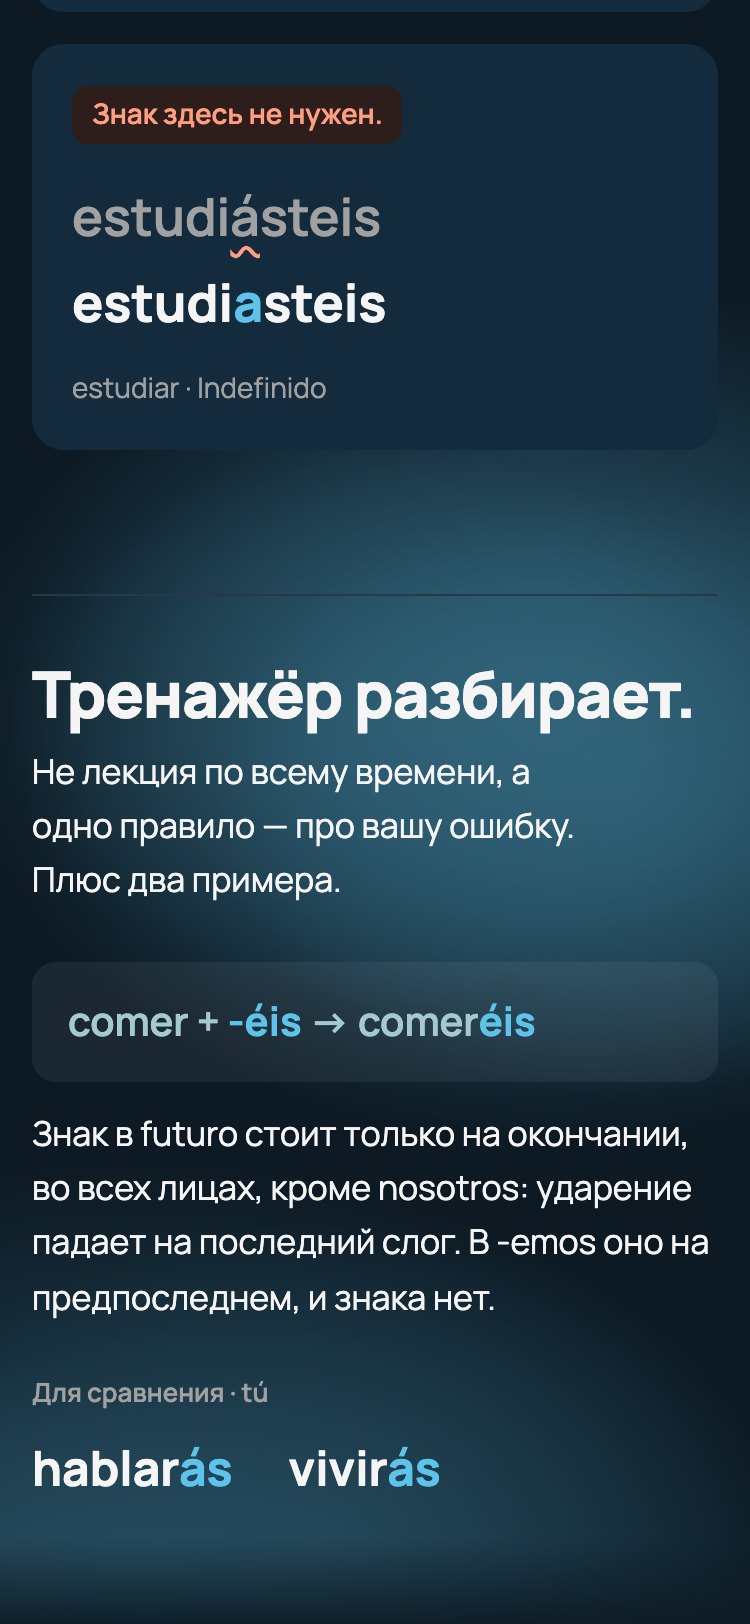 Знак здесь не нужен.
estudiásteis
estudiasteis
estudiar · Indefinido
Тренажёр разбирает.
Не лекция по всему времени, а
одно правило — про вашу ошибку.
Плюс два примера.
comer + -éis → comeréis
Знак в futuro стоит только на окончании,
во всех лицах, кроме nosotros: ударение
падает на последний слог. В -emos оно на
предпоследнем, и знака нет.
Для сравнения · tú
hablarás vivirás